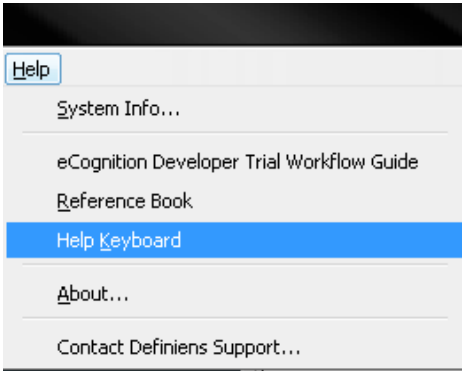 Help
System Info...
eCognition Developer Trial Workflow Guide
Reference Book
Help Keyboard
About...
Contact Definiens Support...